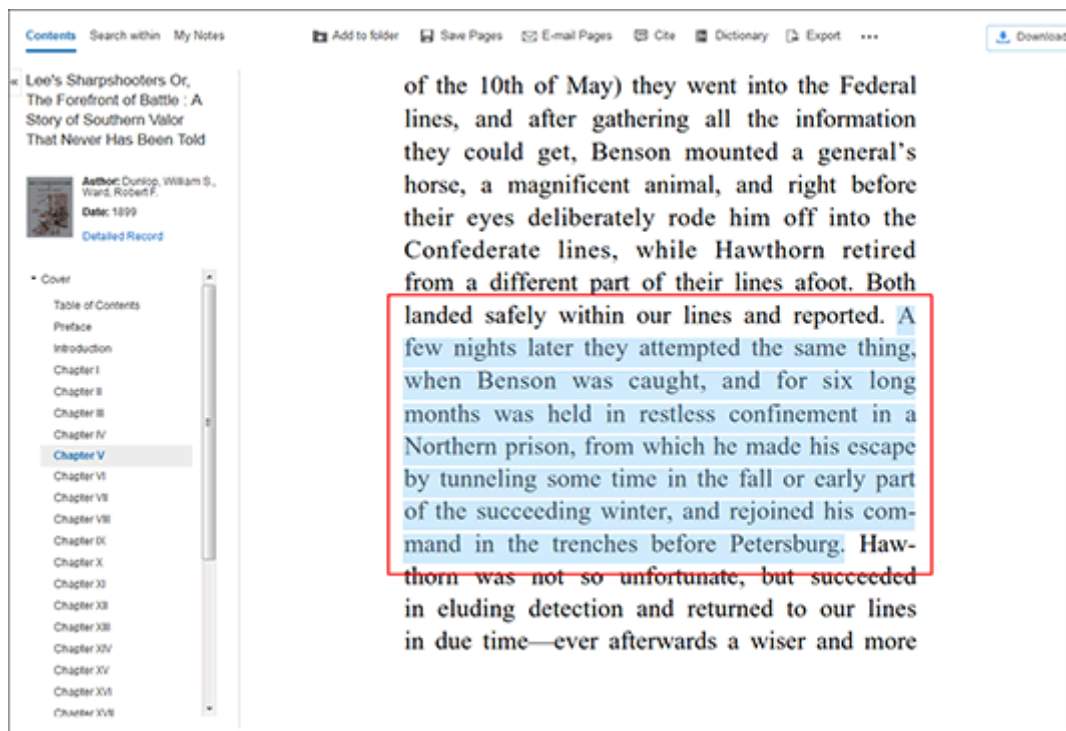 Contents Search within My Notes Add to folder Save Pages E-mail Pages Cite Dictionary Export ••• Download
« Lee's Sharpshooters Or,
The Forefront of Battle : A
Story of Southern Valor
That Never Has Been Told
Author: Dunlop, William S.,
Ward, Robert F.
Date: 1899
Detailed Record
Cover
Table of Contents
Preface
Introduction
Chapter I
Chapter II
Chapter III
Chapter IV
Chapter V
Chapter VI
Chapter VII
Chapter VIII
Chapter IX
Chapter X
Chapter XI
Chapter XII
Chapter XIII
Chapter XIV
Chapter XV
Chapter XVI
Chapter XVII
of the 10th of May) they went into the Federal
lines, and after gathering all the information
they could get, Benson mounted a general's
horse, a magnificent animal, and right before
their eyes deliberately rode him off into the
Confederate lines, while Hawthorn retired
from a different part of their lines afoot. Both
landed safely within our lines and reported. A
few nights later they attempted the same thing,
when Benson was caught, and for six long
months was held in restless confinement in a
Northern prison, from which he made his escape
by tunneling some time in the fall or early part
of the succeeding winter, and rejoined his com-
mand in the trenches before Petersburg. Haw-
thorn was not so unfortunate, but succeeded
in eluding detection and returned to our lines
in due time—ever afterwards a wiser and more